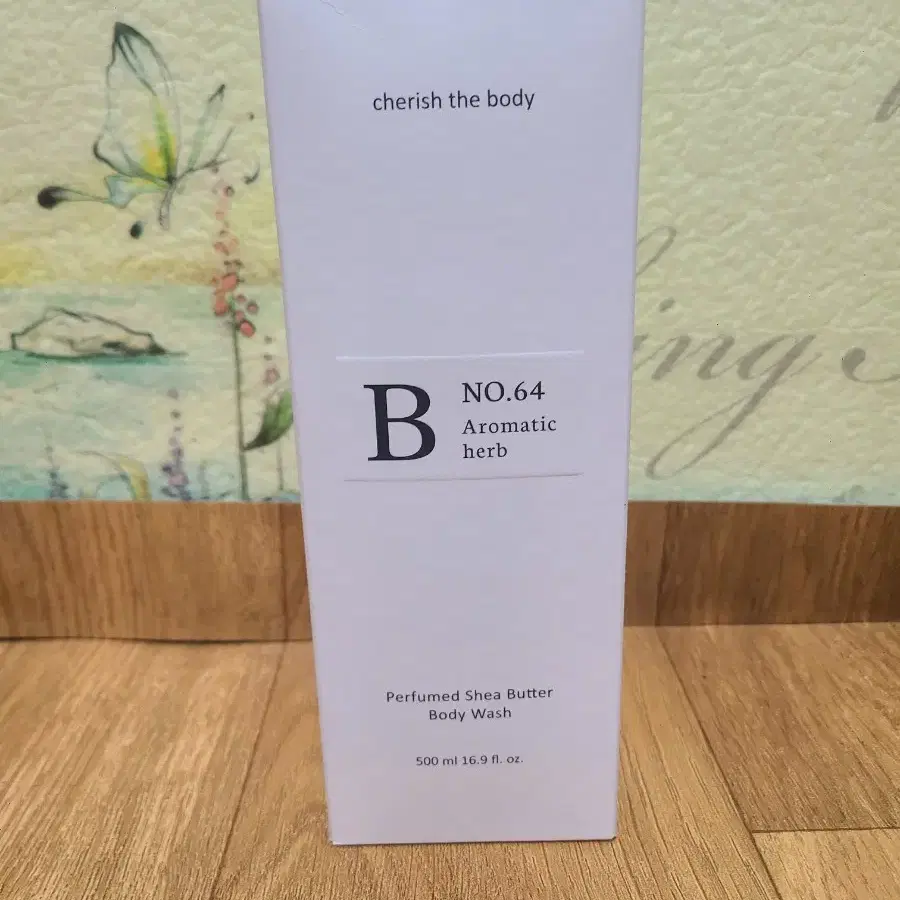 cherish the body
B
NO.64
Aromatic
herb
Perfumed Shea Butter
Body Wash
500 ml 16.9 fl. oz.